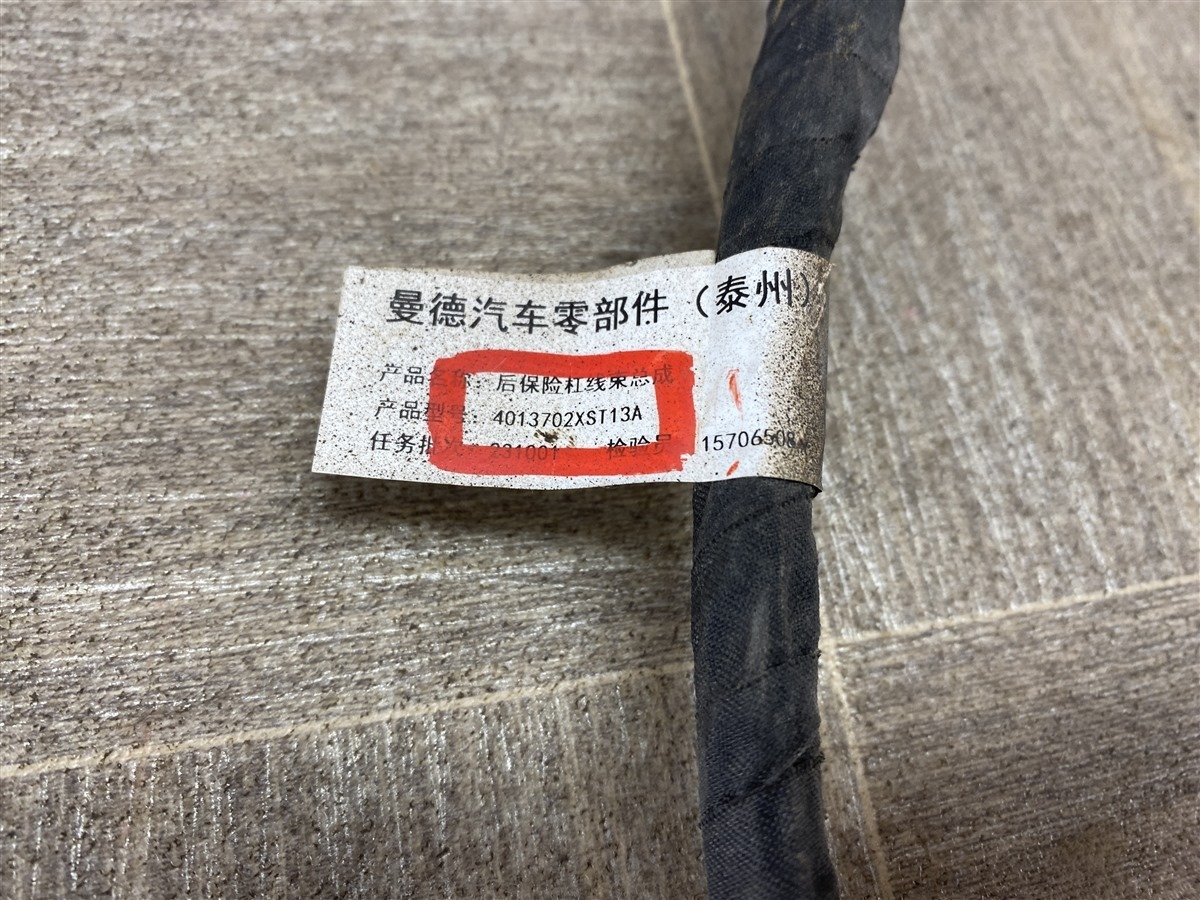 曼德汽车零部件（泰州）
产品名称：后保险杠线束总成
产品型号：4013702XST13A
任务批次：231001 检验员 15706508